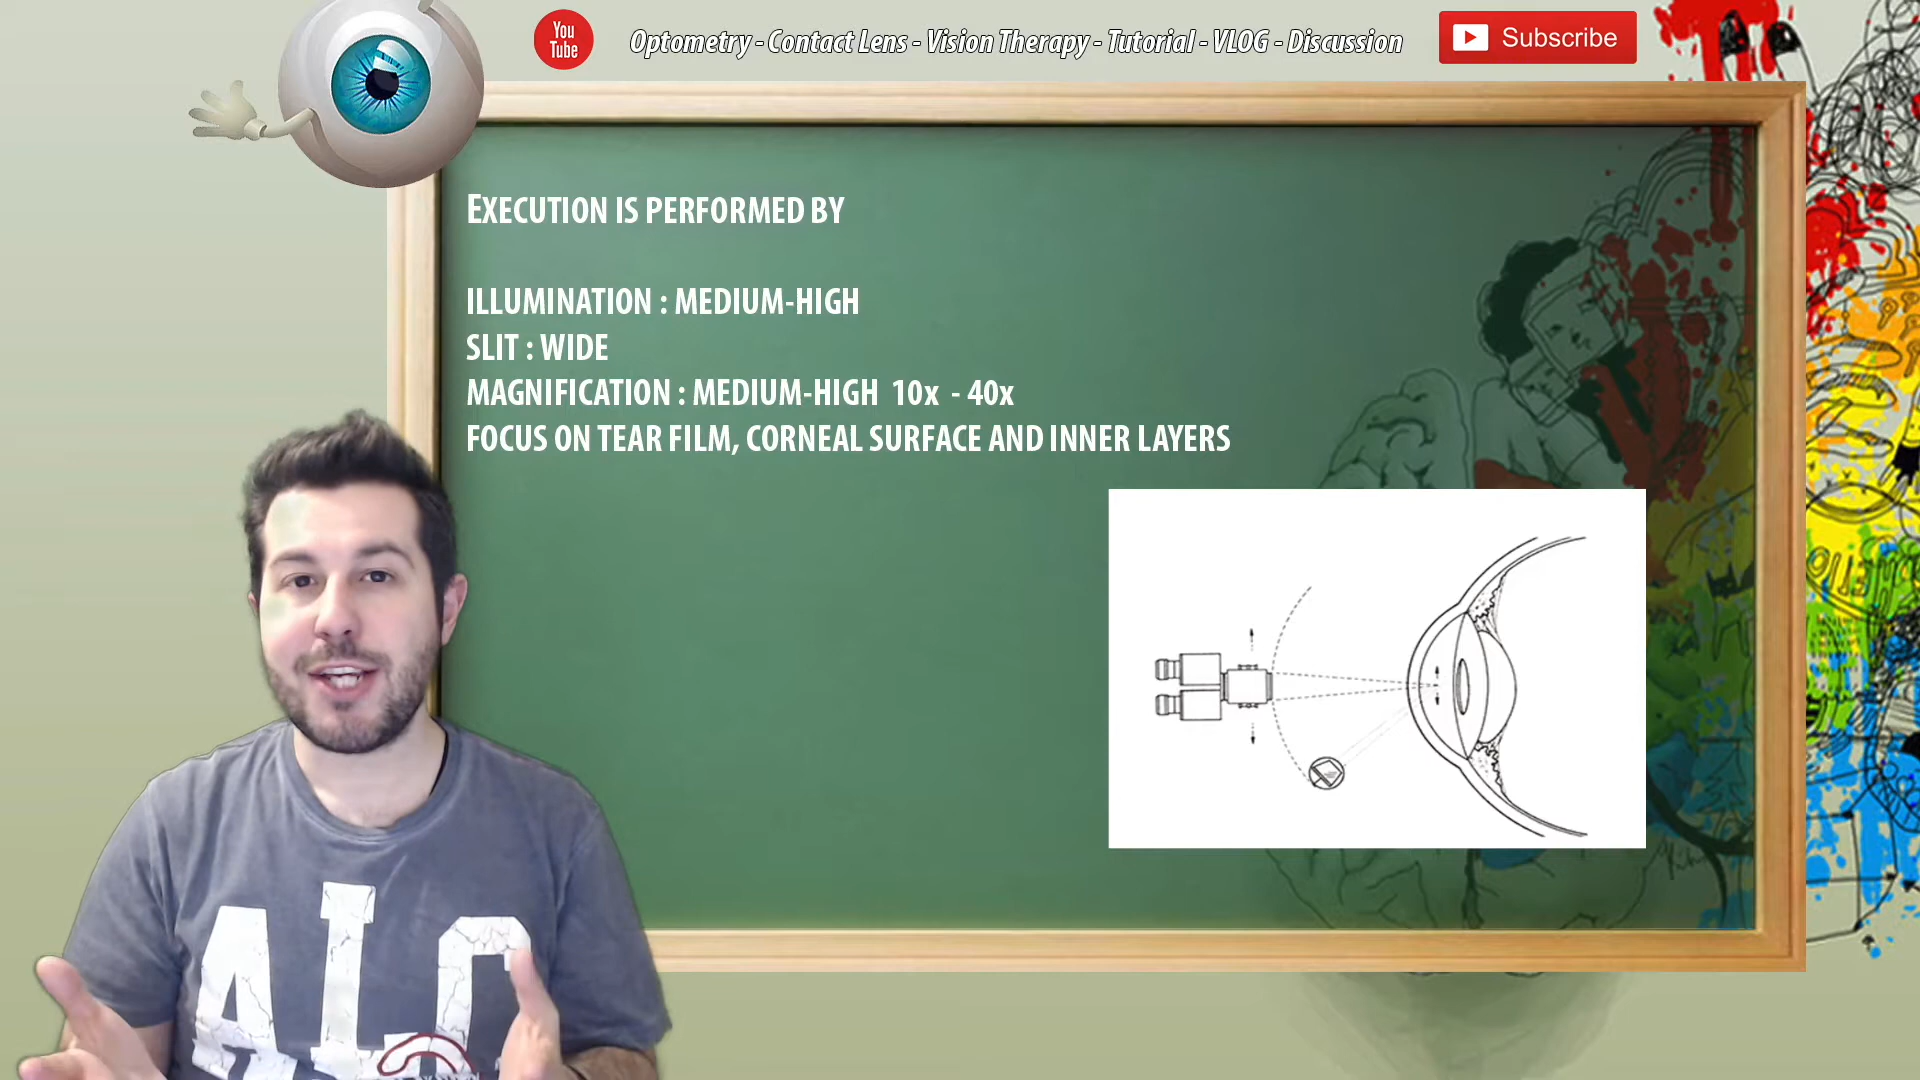 You
Tube
Optometry - Contact Lens - Vision Therapy - Tutorial - VLOG - Discussion
Subscribe
EXECUTION IS PERFORMED BY
ILLUMINATION : MEDIUM-HIGH
SLIT : WIDE
MAGNIFICATION : MEDIUM-HIGH 10x - 40x
FOCUS ON TEAR FILM, CORNEAL SURFACE AND INNER LAYERS